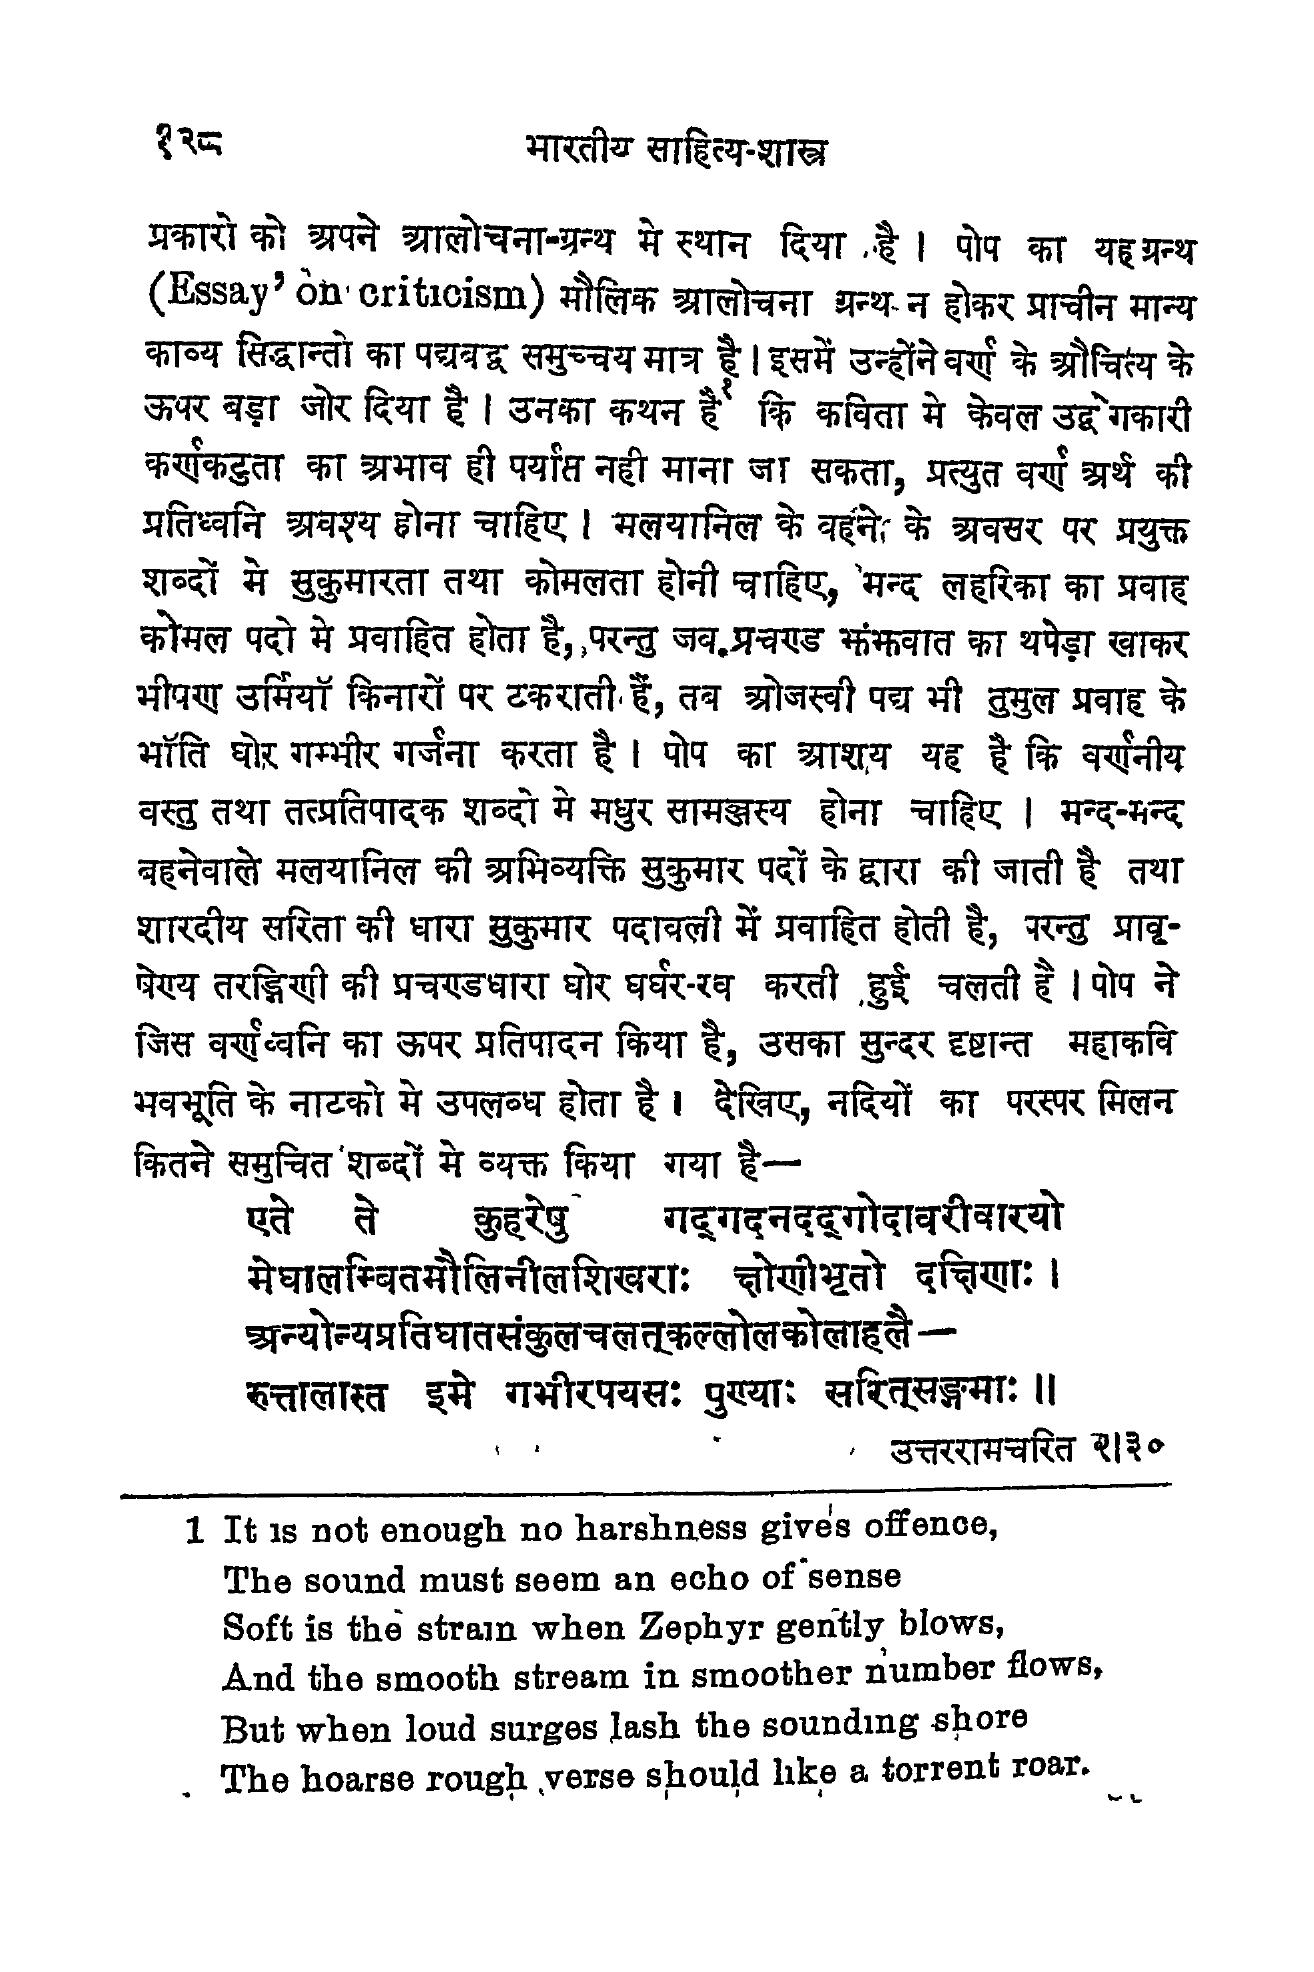 १२८ भारतीय साहित्य-शास्त्र
प्रकारो को अपने आलोचना-ग्रन्थ मे स्थान दिया है । पोप का यह ग्रन्थ
(Essay on criticism) मौलिक आलोचना ग्रन्थ न होकर प्राचीन मान्य
काव्य सिद्धान्तो का पद्यबद्ध समुच्चय मात्र है । इसमें उन्होंने वर्ण के औचित्य के
ऊपर बड़ा जोर दिया है । उनका कथन है१ कि कविता मे केवल उद्वेगकारी
कर्णकटुता का अभाव ही पर्याप्त नही माना जा सकता, प्रत्युत वर्ण अर्थ की
प्रतिध्वनि अवश्य होना चाहिए । मलयानिल के वहने के अवसर पर प्रयुक्त
शब्दों मे सुकुमारता तथा कोमलता होनी चाहिए, मन्द लहरिका का प्रवाह
कोमल पदो मे प्रवाहित होता है, परन्तु जब प्रचण्ड झंझवात का थपेड़ा खाकर
भीषण उर्मियॉ किनारों पर टकराती हैं, तब ओजस्वी पद्य भी तुमुल प्रवाह के
भॉति घोर गम्भीर गर्जना करता है । पोप का आशय यह है कि वर्णनीय
वस्तु तथा तत्प्रतिपादक शब्दो मे मधुर सामञ्जस्य होना चाहिए । मन्द-मन्द
बहनेवाले मलयानिल की अभिव्यक्ति सुकुमार पदों के द्वारा की जाती है तथा
शारदीय सरिता की धारा सुकुमार पदावली में प्रवाहित होती है, परन्तु प्रावृ-
षेण्य तरङ्गिणी की प्रचण्डधारा घोर घर्घर-रव करती हुई चलती है । पोप ने
जिस वर्णध्वनि का ऊपर प्रतिपादन किया है, उसका सुन्दर दृष्टान्त महाकवि
भवभूति के नाटको मे उपलब्ध होता है । देखिए, नदियों का परस्पर मिलन
कितने समुचित शब्दों मे व्यक्त किया गया है—
एते ते कुहरेषु गद्गदनदद्गोदावरीवारयो
मेघालम्बितमौलिनीलशिखराः क्षोणीभृतो दक्षिणाः ।
अन्योन्यप्रतिघातसंकुलचलत्कल्लोलकोलाहलै—
रुत्तालास्त इमे गभीरपयसः पुण्याः सरित्सङ्गमाः ॥
उत्तररामचरित २।३०
1 It is not enough no harshness gives offence,
The sound must seem an echo of sense
Soft is the strain when Zephyr gently blows,
And the smooth stream in smoother number flows,
But when loud surges lash the sounding shore
The hoarse rough verse should like a torrent roar.